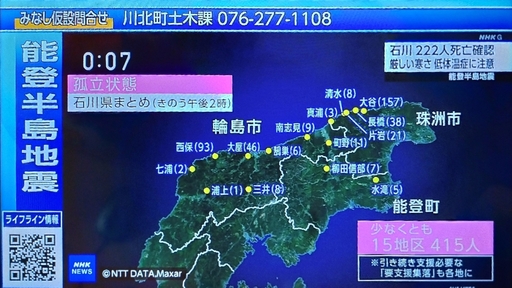 みなし仮設問合せ 川北町土木課 076-277-1108
NHK G
能登半島地震
0:07
石川 222人死亡確認
厳しい寒さ 低体温症に注意
能登半島地震
孤立状態
石川県まとめ(きのう午後2時)
清水(8)
大谷(157)
真浦(3)
長橋(38)
珠洲市
輪島市
南志見(9)
片岩(21)
西保(93)
大屋(46)
町野(11)
七浦(2)
柳田信部(7)
浦上(1)
三井(8)
水滝(5)
能登町
ライフライン情報
少なくとも
15地区 415人
※引き続き支援必要な
「要支援集落」も各地に
NHK
NEWS
©NTT DATA,Maxar